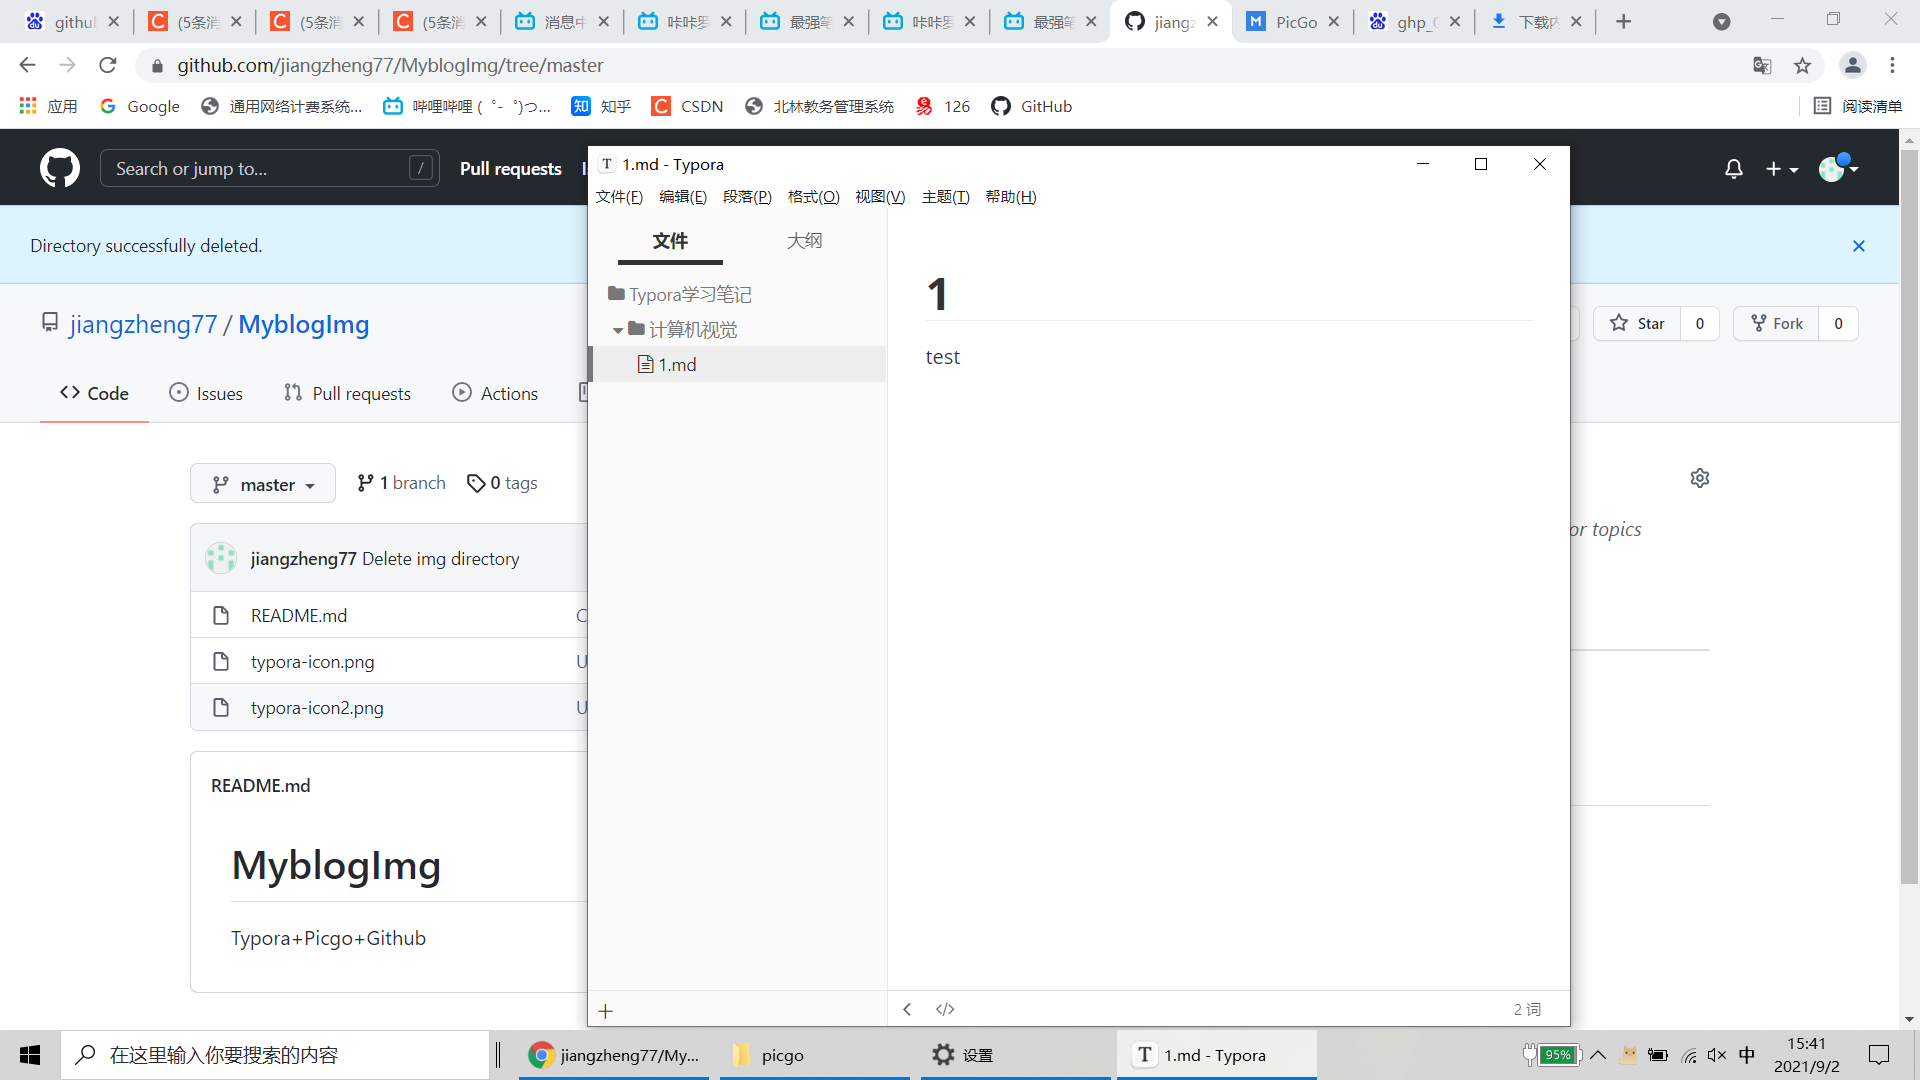 github
(5条消
(5条消
(5条消
消息中
咔咔罗
最强笔
咔咔罗
最强笔
jiangz
PicGo
ghp_
下载内
github.com/jiangzheng77/MyblogImg/tree/master
应用
Google
通用网络计费系统...
哔哩哔哩 (゜-゜)つ...
知 知乎
CSDN
北林教务管理系统
126
GitHub
阅读清单
Search or jump to... /
Pull requests
Directory successfully deleted.
jiangzheng77 / MyblogImg
Star 0
Fork 0
Code
Issues
Pull requests
Actions
master
1 branch
0 tags
or topics
jiangzheng77 Delete img directory
README.md
typora-icon.png
typora-icon2.png
README.md
MyblogImg
Typora+Picgo+Github
T 1.md - Typora
文件(F) 编辑(E) 段落(P) 格式(O) 视图(V) 主题(T) 帮助(H)
文件 大纲
Typora学习笔记
计算机视觉
1.md
1
test
2 词
在这里输入你要搜索的内容
jiangzheng77/My...
picgo
设置
T 1.md - Typora
95%
中
15:41
2021/9/2